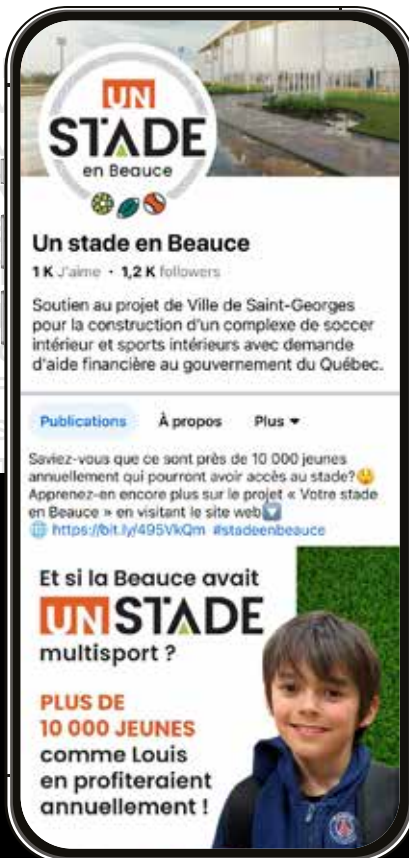 UN
STADE
en Beauce
Un stade en Beauce
1 K J'aime • 1,2 K followers
Soutien au projet de Ville de Saint-Georges
pour la construction d'un complexe de soccer
intérieur et sports intérieurs avec demande
d'aide financière au gouvernement du Québec.
Publications À propos Plus ▼
Saviez-vous que ce sont près de 10 000 jeunes
annuellement qui pourront avoir accès au stade?
Apprenez-en encore plus sur le projet « Votre stade
en Beauce » en visitant le site web
https://bit.ly/495VkQm #stadeenbeauce
Et si la Beauce avait
UN STADE
multisport ?
PLUS DE
10 000 JEUNES
comme Louis
en profiteraient
annuellement !